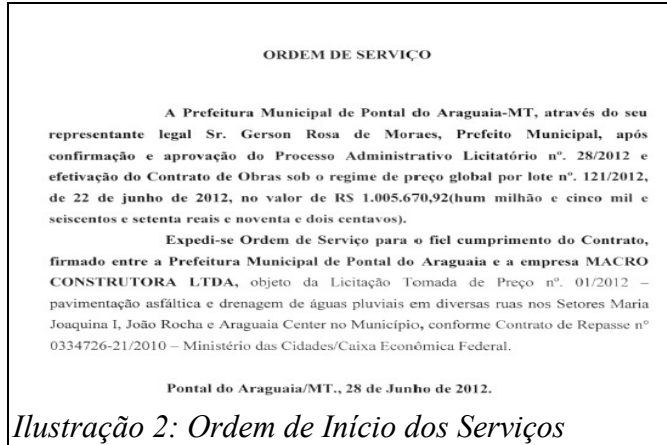 ORDEM DE SERVIÇO
A Prefeitura Municipal de Pontal do Araguaia-MT, através do seu
representante legal Sr. Gerson Rosa de Moraes, Prefeito Municipal, após
confirmação e aprovação do Processo Administrativo Licitatório nº. 28/2012 e
efetivação do Contrato de Obras sob o regime de preço global por lote nº. 121/2012,
de 22 de junho de 2012, no valor de R$ 1.005.670,92(hum milhão e cinco mil e
seiscentos e setenta reais e noventa e dois centavos).
Expedi-se Ordem de Serviço para o fiel cumprimento do Contrato,
firmado entre a Prefeitura Municipal de Pontal do Araguaia e a empresa MACRO
CONSTRUTORA LTDA, objeto da Licitação Tomada de Preço nº. 01/2012 –
pavimentação asfáltica e drenagem de águas pluviais em diversas ruas nos Setores Maria
Joaquina I, João Rocha e Araguaia Center no Município, conforme Contrato de Repasse nº
0334726-21/2010 – Ministério das Cidades/Caixa Econômica Federal.
Pontal do Araguaia/MT., 28 de Junho de 2012.
Ilustração 2: Ordem de Início dos Serviços